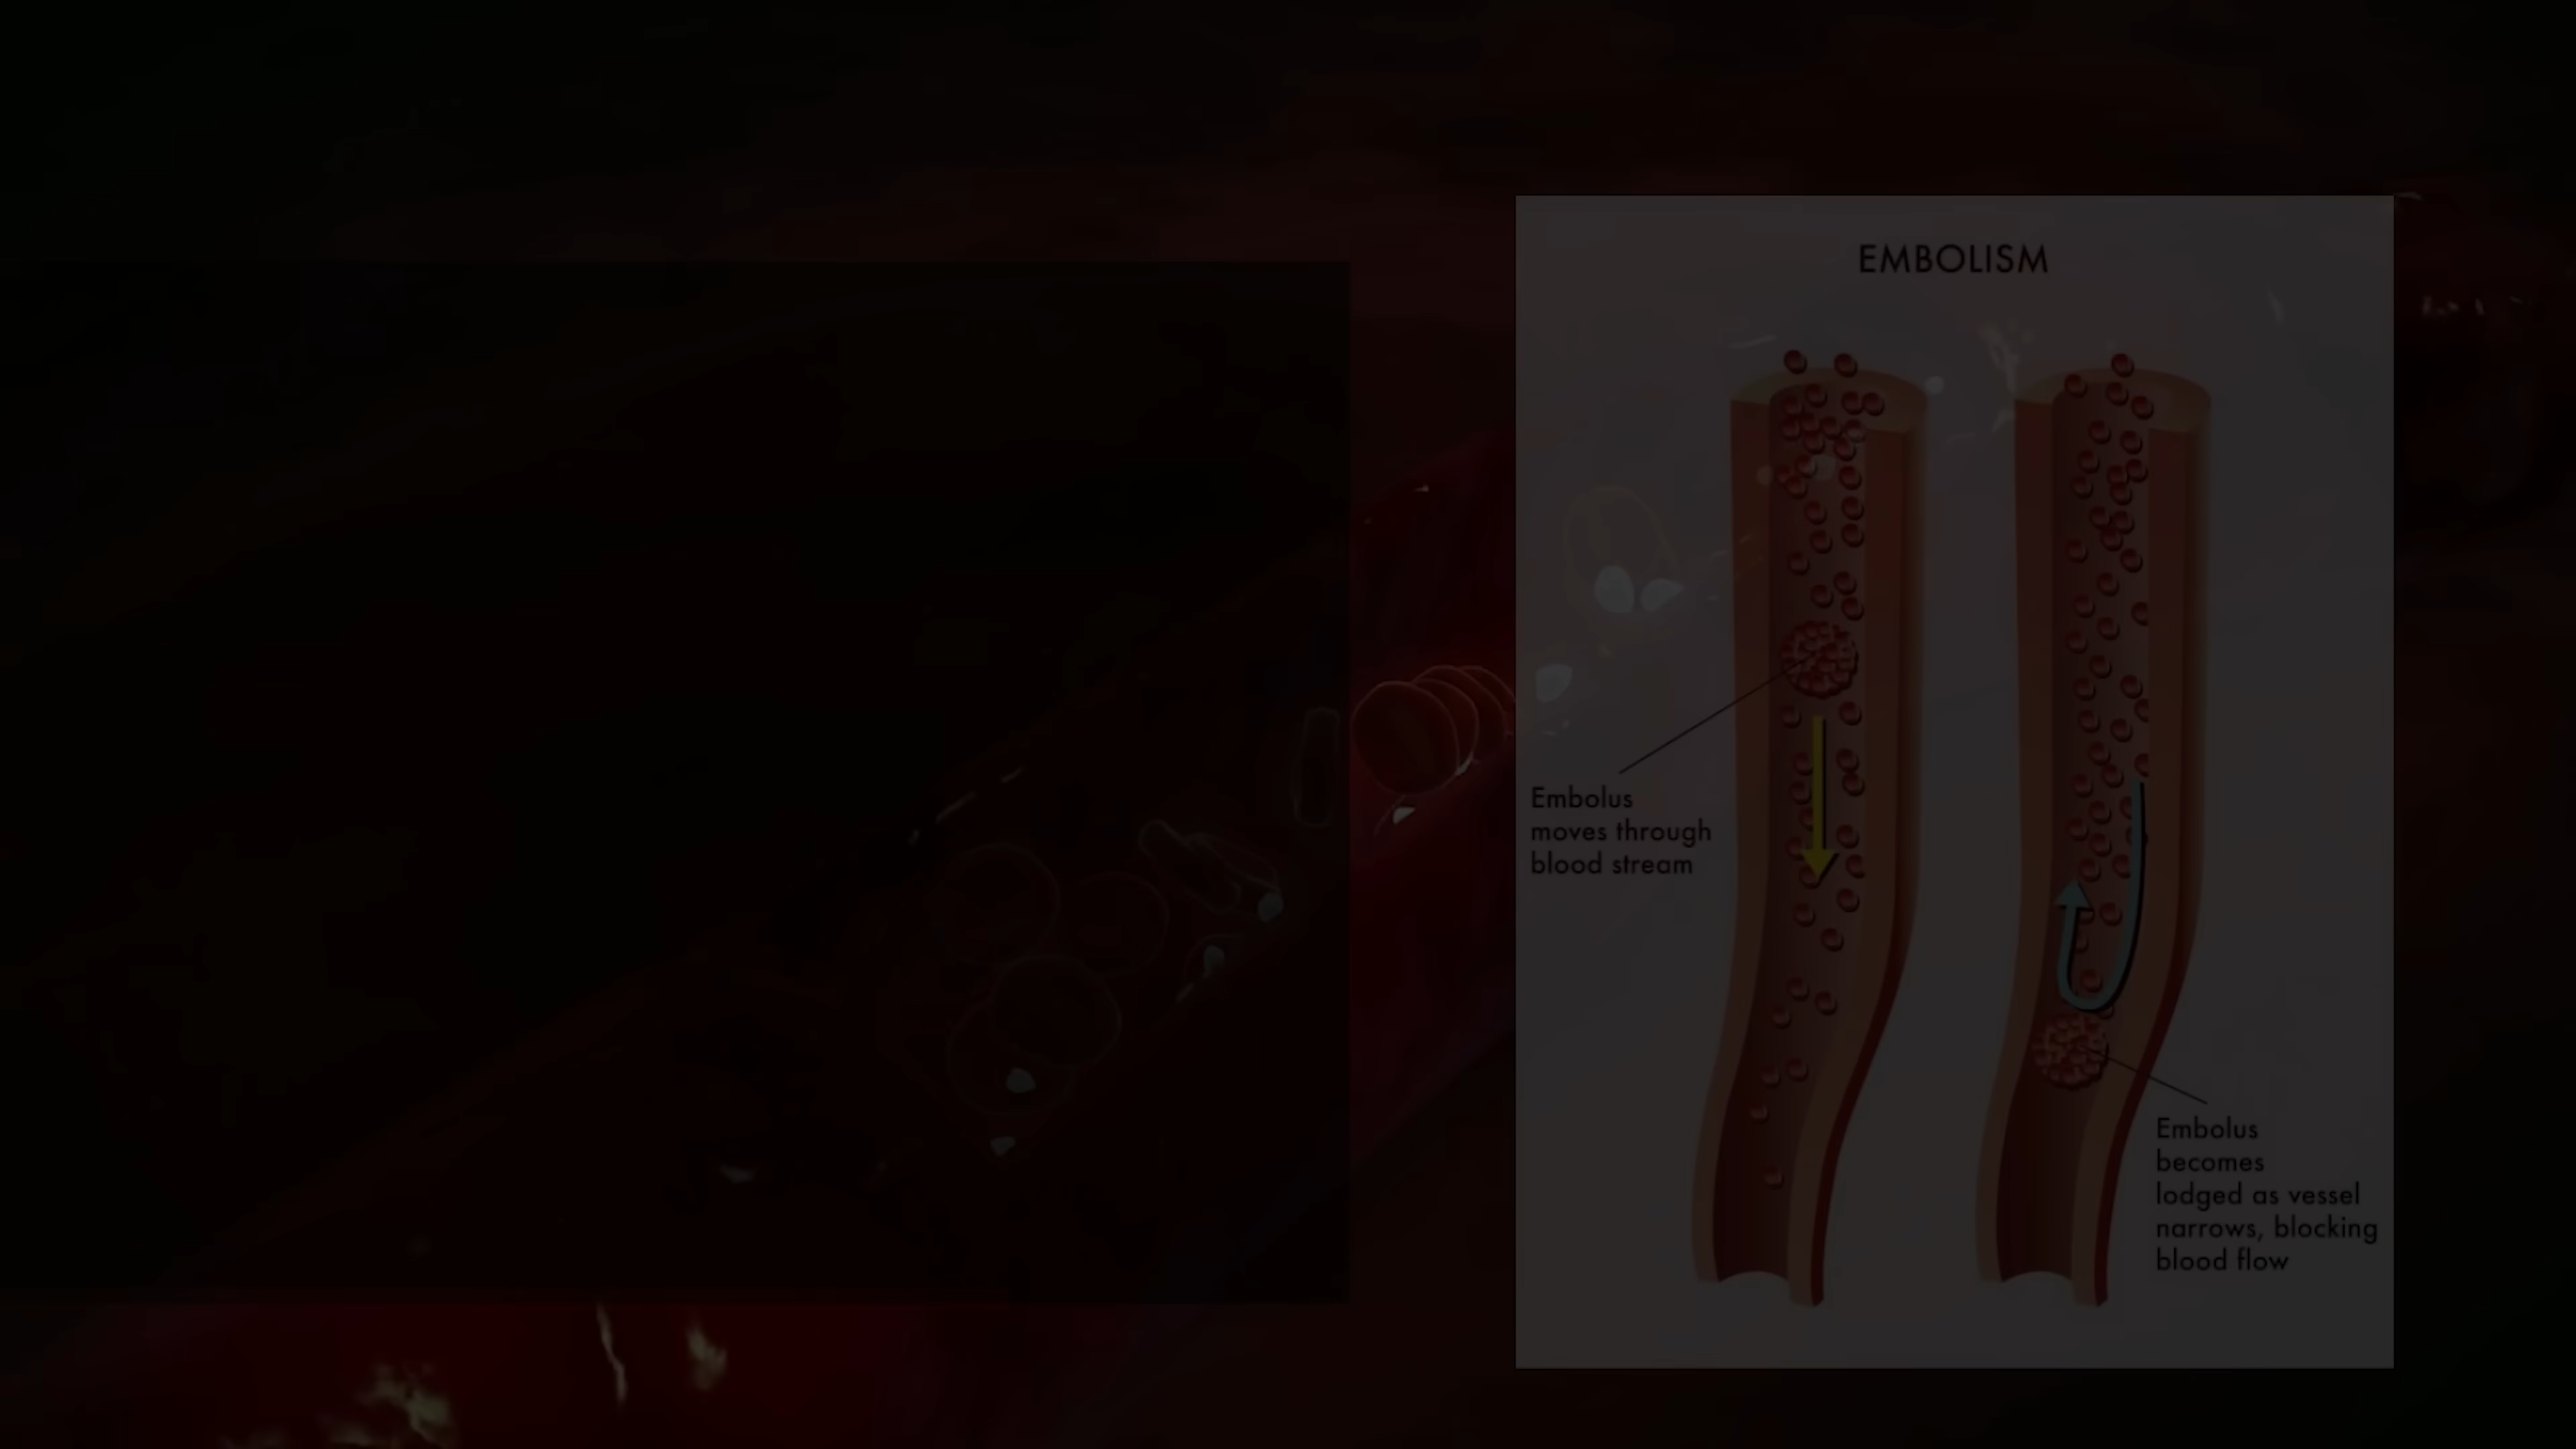 EMBOLISM
Embolus
moves through
blood stream
Embolus
becomes
lodged as vessel
narrows, blocking
blood flow